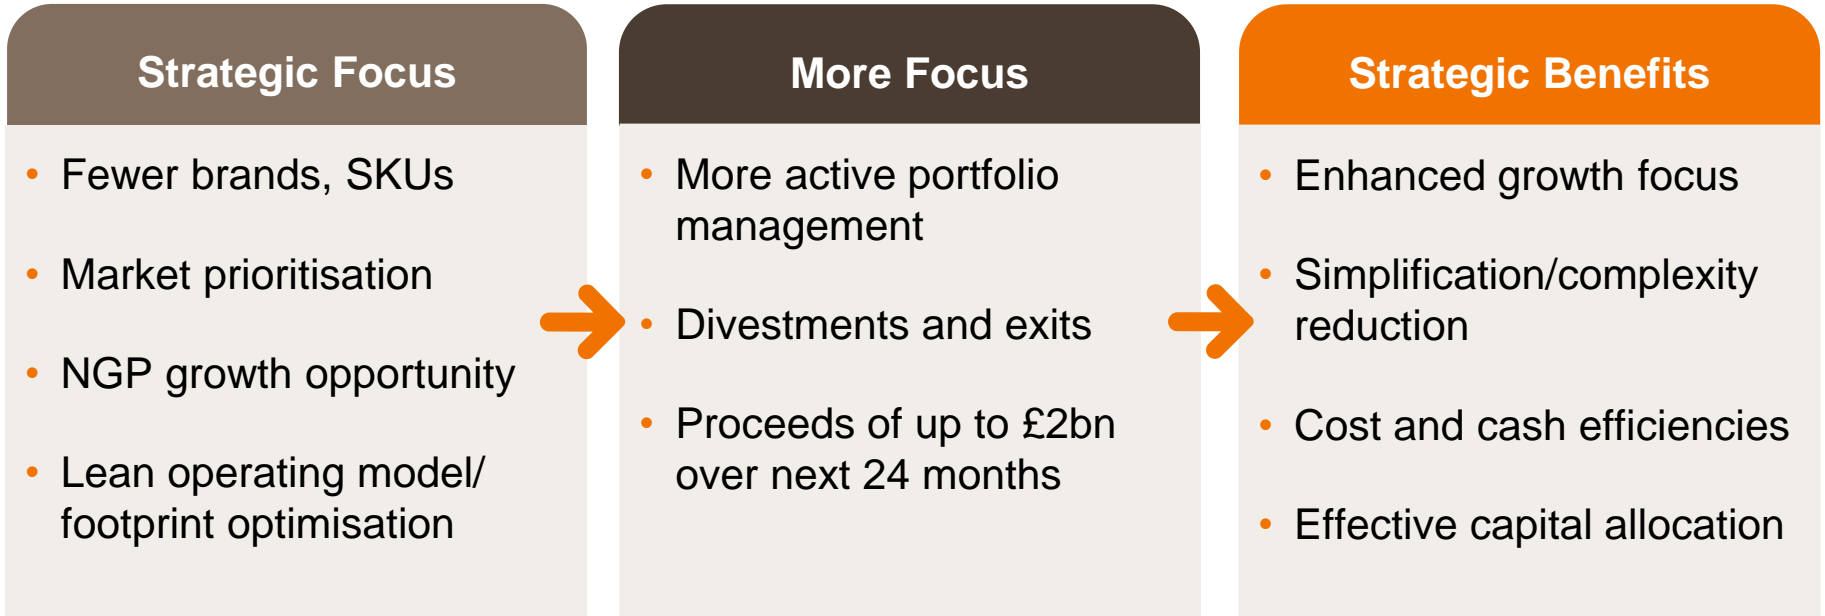 Strategic Focus
• Fewer brands, SKUs
• Market prioritisation
• NGP growth opportunity
• Lean operating model/
footprint optimisation
More Focus
• More active portfolio
management
• Divestments and exits
• Proceeds of up to £2bn
over next 24 months
Strategic Benefits
• Enhanced growth focus
• Simplification/complexity
reduction
• Cost and cash efficiencies
• Effective capital allocation